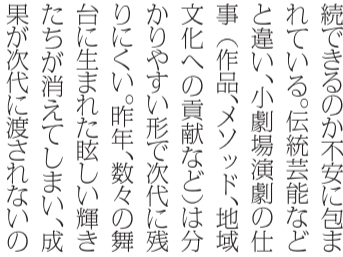 続できるのか不安に包ま
れている。伝統芸能など
と違い、小劇場演劇の仕
事（作品、メソッド、地域
文化への貢献など）は分
かりやすい形で次代に残
りにくい。昨年、数々の舞
台に生まれた眩しい輝き
たちが消えてしまい、成
果が次代に渡されないの